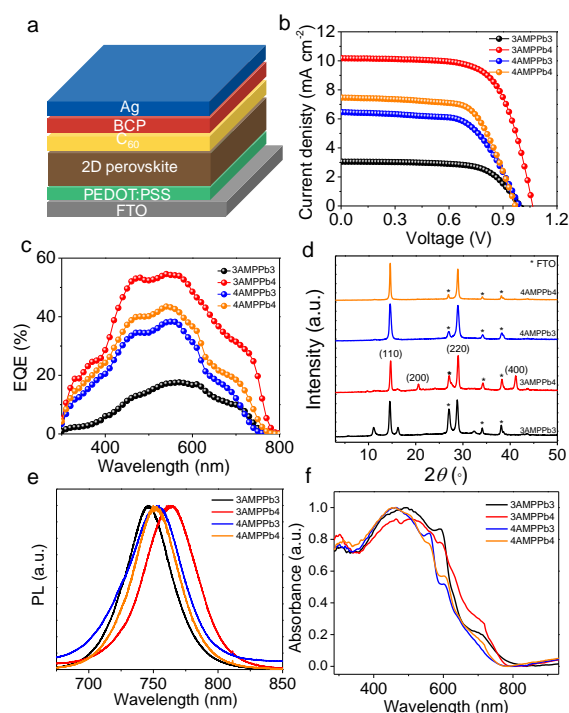 a
Ag
BCP
C60
2D perovskite
PEDOT:PSS
FTO
b
Current denisty (mA cm-2)
12
10
8
6
4
2
0
3AMPPb3
3AMPPb4
4AMPPb3
4AMPPb4
0.0 0.3 0.6 0.9 1.2
Voltage (V)
c
EQE (%)
60
40
20
0
3AMPPb3
3AMPPb4
4AMPPb3
4AMPPb4
300 400 500 600 700 800
Wavelength (nm)
d
Intensity (a.u.)
* FTO
4AMPPb4
* * * *
4AMPPb3
* * * *
(110) (220)
(200) (400)
3AMPPb4
* * * *
3AMPPb3
* * * *
10 20 30 40 50
2θ (°)
e
PL (a.u.)
3AMPPb3
3AMPPb4
4AMPPb3
4AMPPb4
700 750 800 850
Wavelength (nm)
f
Absorbance (a.u.)
1.0
0.8
0.6
0.4
0.2
0.0
3AMPPb3
3AMPPb4
4AMPPb3
4AMPPb4
400 600 800
Wavelength (nm)